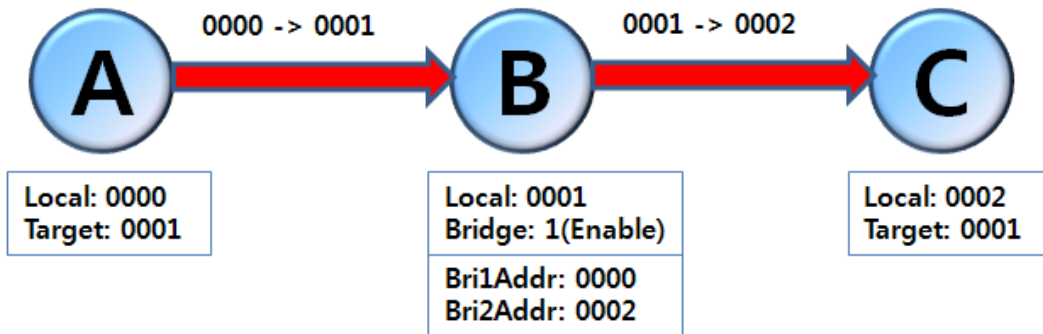 0000 -> 0001
0001 -> 0002
A
B
C
Local: 0000
Target: 0001
Local: 0001
Bridge: 1(Enable)
Bri1Addr: 0000
Bri2Addr: 0002
Local: 0002
Target: 0001